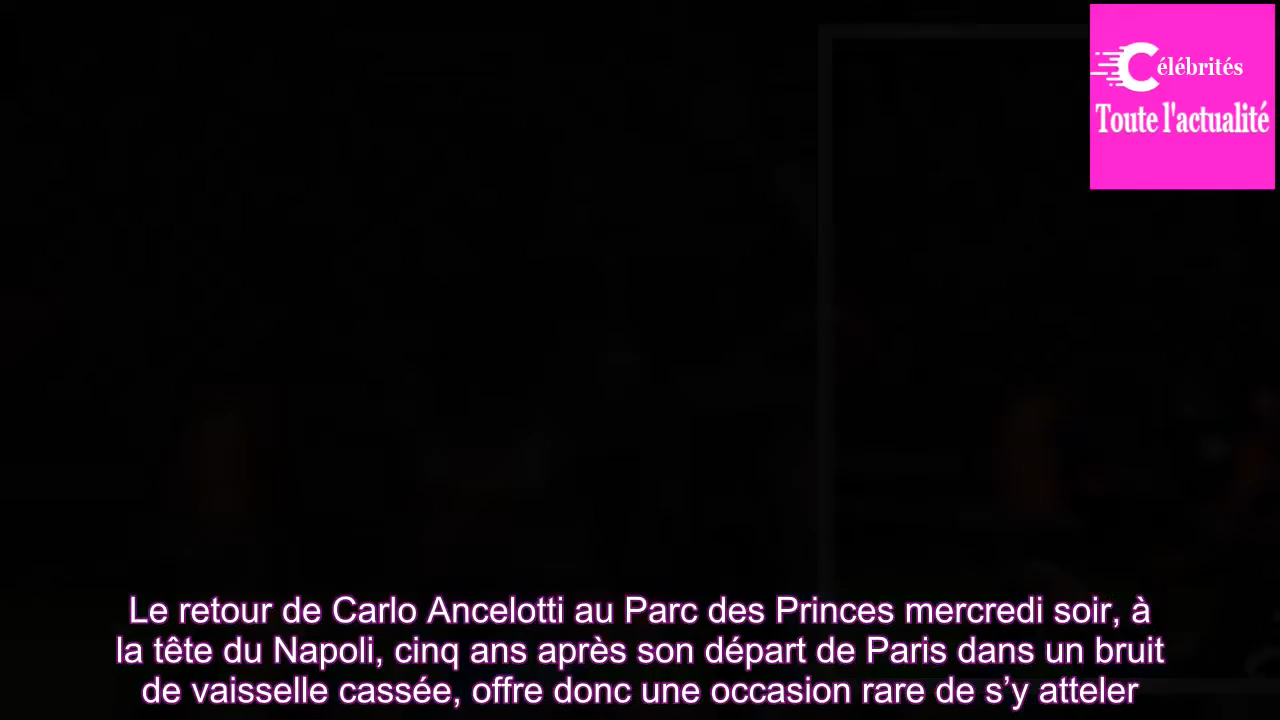 Célébrités
Toute l'actualité
Le retour de Carlo Ancelotti au Parc des Princes mercredi soir, à
la tête du Napoli, cinq ans après son départ de Paris dans un bruit
de vaisselle cassée, offre donc une occasion rare de s’y atteler